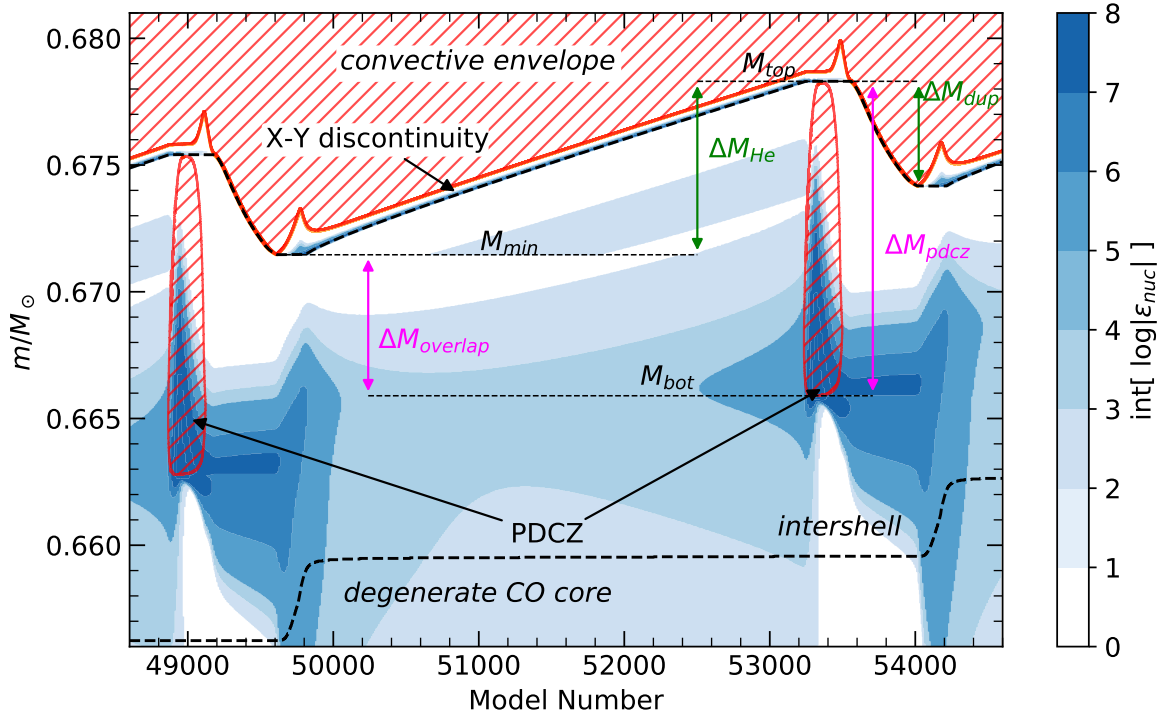 0.680
0.675
0.670
0.665
0.660
m/M⊙
49000 50000 51000 52000 53000 54000
Model Number
convective envelope
X-Y discontinuity
M_top
ΔM_dup
ΔM_He
M_min
ΔM_pdcz
ΔM_overlap
M_bot
PDCZ
intershell
degenerate CO core
8
7
6
5
4
3
2
1
0
int[ log|ε_nuc| ]